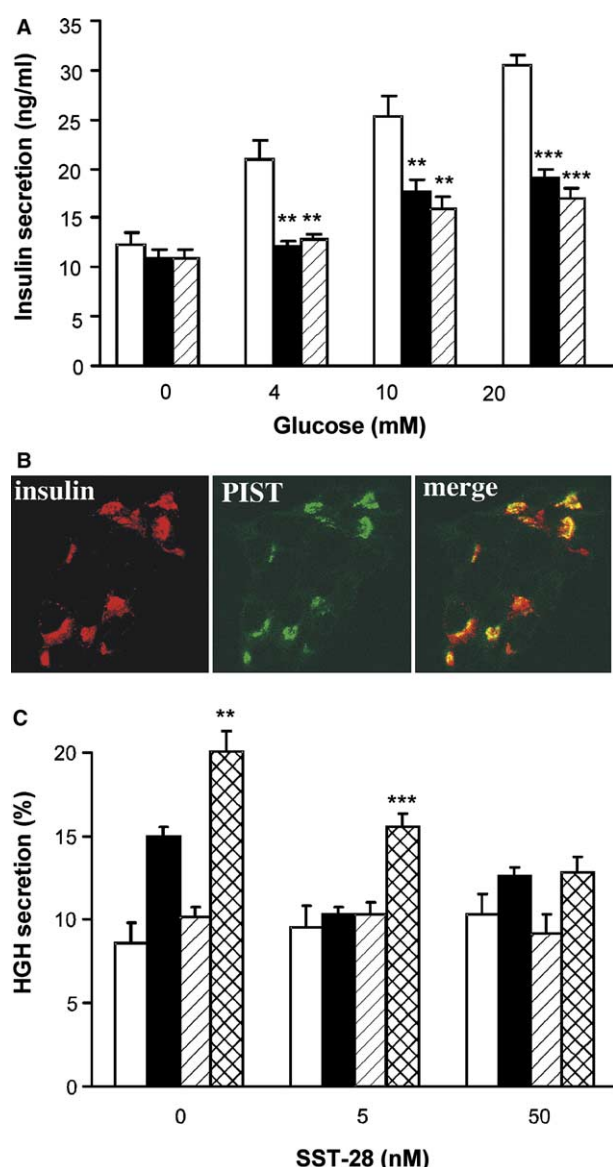 A
Insulin secretion (ng/ml)
35
30
25
20
15
10
5
0
** **
** **
*** ***
0 4 10 20
Glucose (mM)
B
insulin PIST merge
C
HGH secretion (%)
20
15
10
5
0
**
***
0 5 50
SST-28 (nM)